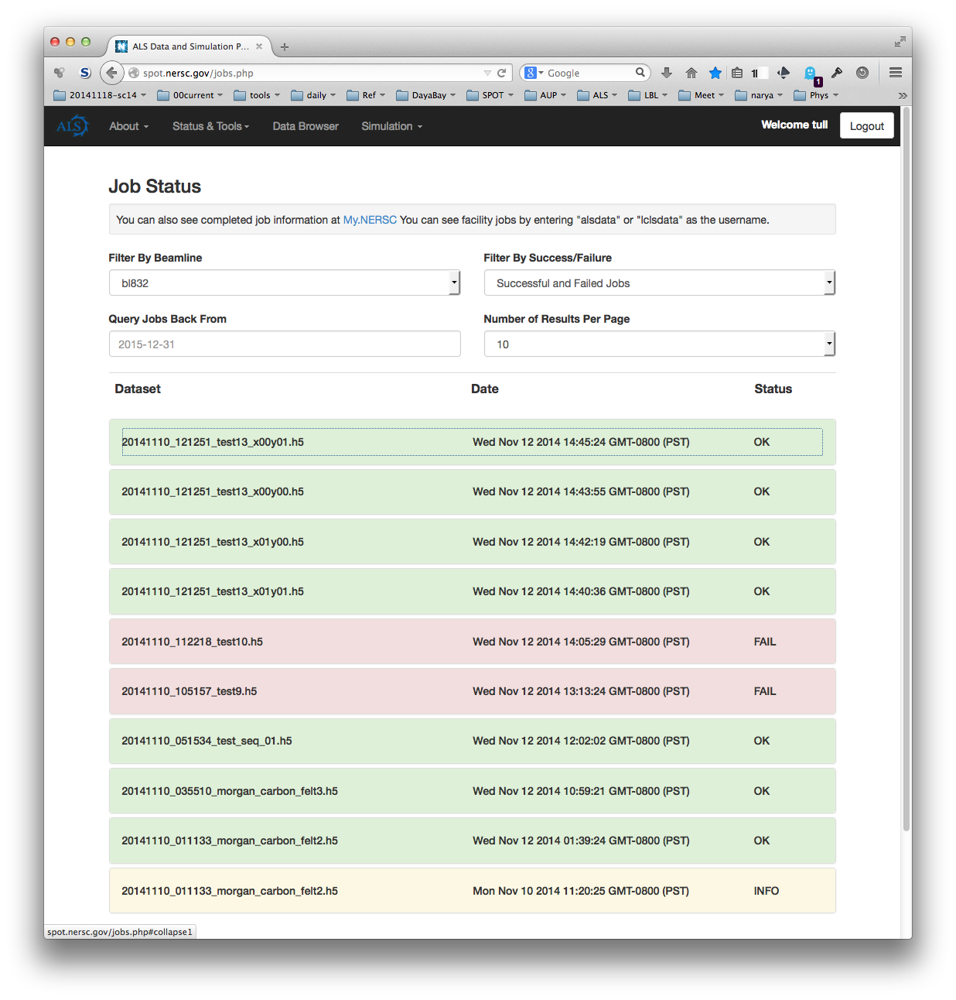 ALS Data and Simulation P...
spot.nersc.gov/jobs.php
Google
1
20141118-sc14 00current tools daily Ref DayaBay SPOT AUP ALS LBL Meet narya Phys
ALS About Status & Tools Data Browser Simulation Welcome tull Logout
Job Status
You can also see completed job information at My.NERSC You can see facility jobs by entering "alsdata" or "lclsdata" as the username.
Filter By Beamline Filter By Success/Failure
bl832 Successful and Failed Jobs
Query Jobs Back From Number of Results Per Page
2015-12-31 10
Dataset Date Status
20141110_121251_test13_x00y01.h5 Wed Nov 12 2014 14:45:24 GMT-0800 (PST) OK
20141110_121251_test13_x00y00.h5 Wed Nov 12 2014 14:43:55 GMT-0800 (PST) OK
20141110_121251_test13_x01y00.h5 Wed Nov 12 2014 14:42:19 GMT-0800 (PST) OK
20141110_121251_test13_x01y01.h5 Wed Nov 12 2014 14:40:36 GMT-0800 (PST) OK
20141110_112218_test10.h5 Wed Nov 12 2014 14:05:29 GMT-0800 (PST) FAIL
20141110_105157_test9.h5 Wed Nov 12 2014 13:13:24 GMT-0800 (PST) FAIL
20141110_051534_test_seq_01.h5 Wed Nov 12 2014 12:02:02 GMT-0800 (PST) OK
20141110_035510_morgan_carbon_felt3.h5 Wed Nov 12 2014 10:59:21 GMT-0800 (PST) OK
20141110_011133_morgan_carbon_felt2.h5 Wed Nov 12 2014 01:39:24 GMT-0800 (PST) OK
20141110_011133_morgan_carbon_felt2.h5 Mon Nov 10 2014 11:20:25 GMT-0800 (PST) INFO
spot.nersc.gov/jobs.php#collapse1